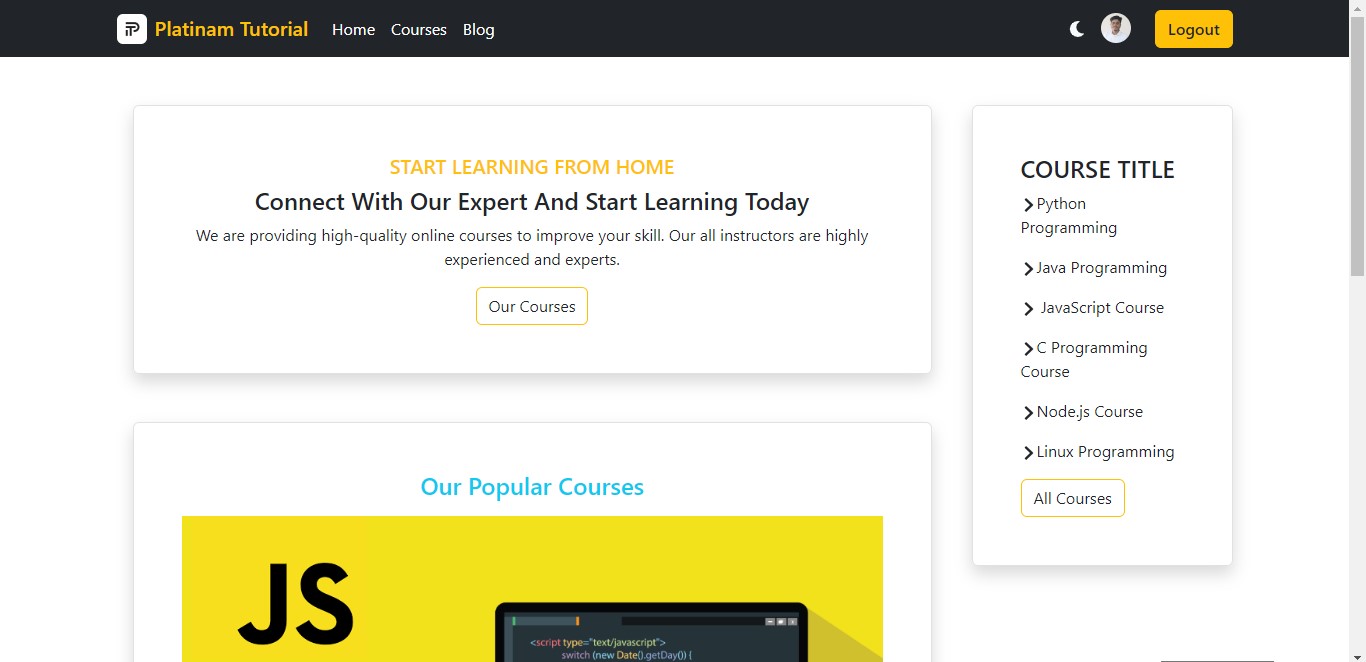 Platinam Tutorial Home Courses Blog Logout
START LEARNING FROM HOME
Connect With Our Expert And Start Learning Today
We are providing high-quality online courses to improve your skill. Our all instructors are highly
experienced and experts.
Our Courses
Our Popular Courses
JS
<script type="text/javascript">
switch (new Date().getDay()) {
COURSE TITLE
Python
Programming
Java Programming
JavaScript Course
C Programming
Course
Node.js Course
Linux Programming
All Courses